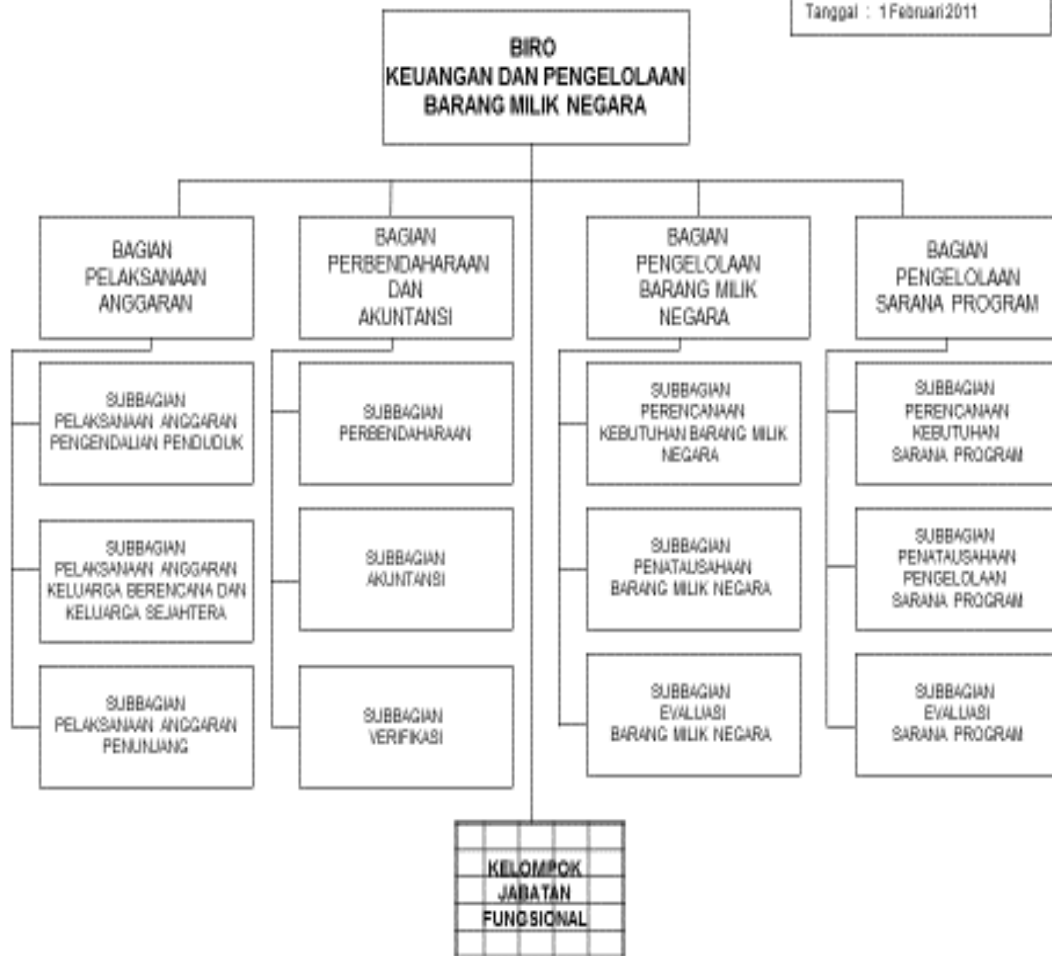 Tanggal : 1 Februari 2011
BIRO
KEUANGAN DAN PENGELOLAAN
BARANG MILIK NEGARA
BAGIAN
PELAKSANAAN
ANGGARAN
BAGIAN
PERBENDAHARAAN
DAN
AKUNTANSI
BAGIAN
PENGELOLAAN
BARANG MILIK
NEGARA
BAGIAN
PENGELOLAAN
SARANA PROGRAM
SUBBAGIAN
PELAKSANAAN ANGGARAN
PENGENDALIAN PENDUDUK
SUBBAGIAN
PERBENDAHARAAN
SUBBAGIAN
PERENCANAAN
KEBUTUHAN BARANG MILIK
NEGARA
SUBBAGIAN
PERENCANAAN
KEBUTUHAN
SARANA PROGRAM
SUBBAGIAN
PELAKSANAAN ANGGARAN
KELUARGA BERENCANA DAN
KELUARGA SEJAHTERA
SUBBAGIAN
AKUNTANSI
SUBBAGIAN
PENATAUSAHAAN
BARANG MILIK NEGARA
SUBBAGIAN
PENATAUSAHAAN
PENGELOLAAN
SARANA PROGRAM
SUBBAGIAN
PELAKSANAAN ANGGARAN
PENUNJANG
SUBBAGIAN
VERIFIKASI
SUBBAGIAN
EVALUASI
BARANG MILIK NEGARA
SUBBAGIAN
EVALUASI
SARANA PROGRAM
KELOMPOK
JABATAN
FUNGSIONAL